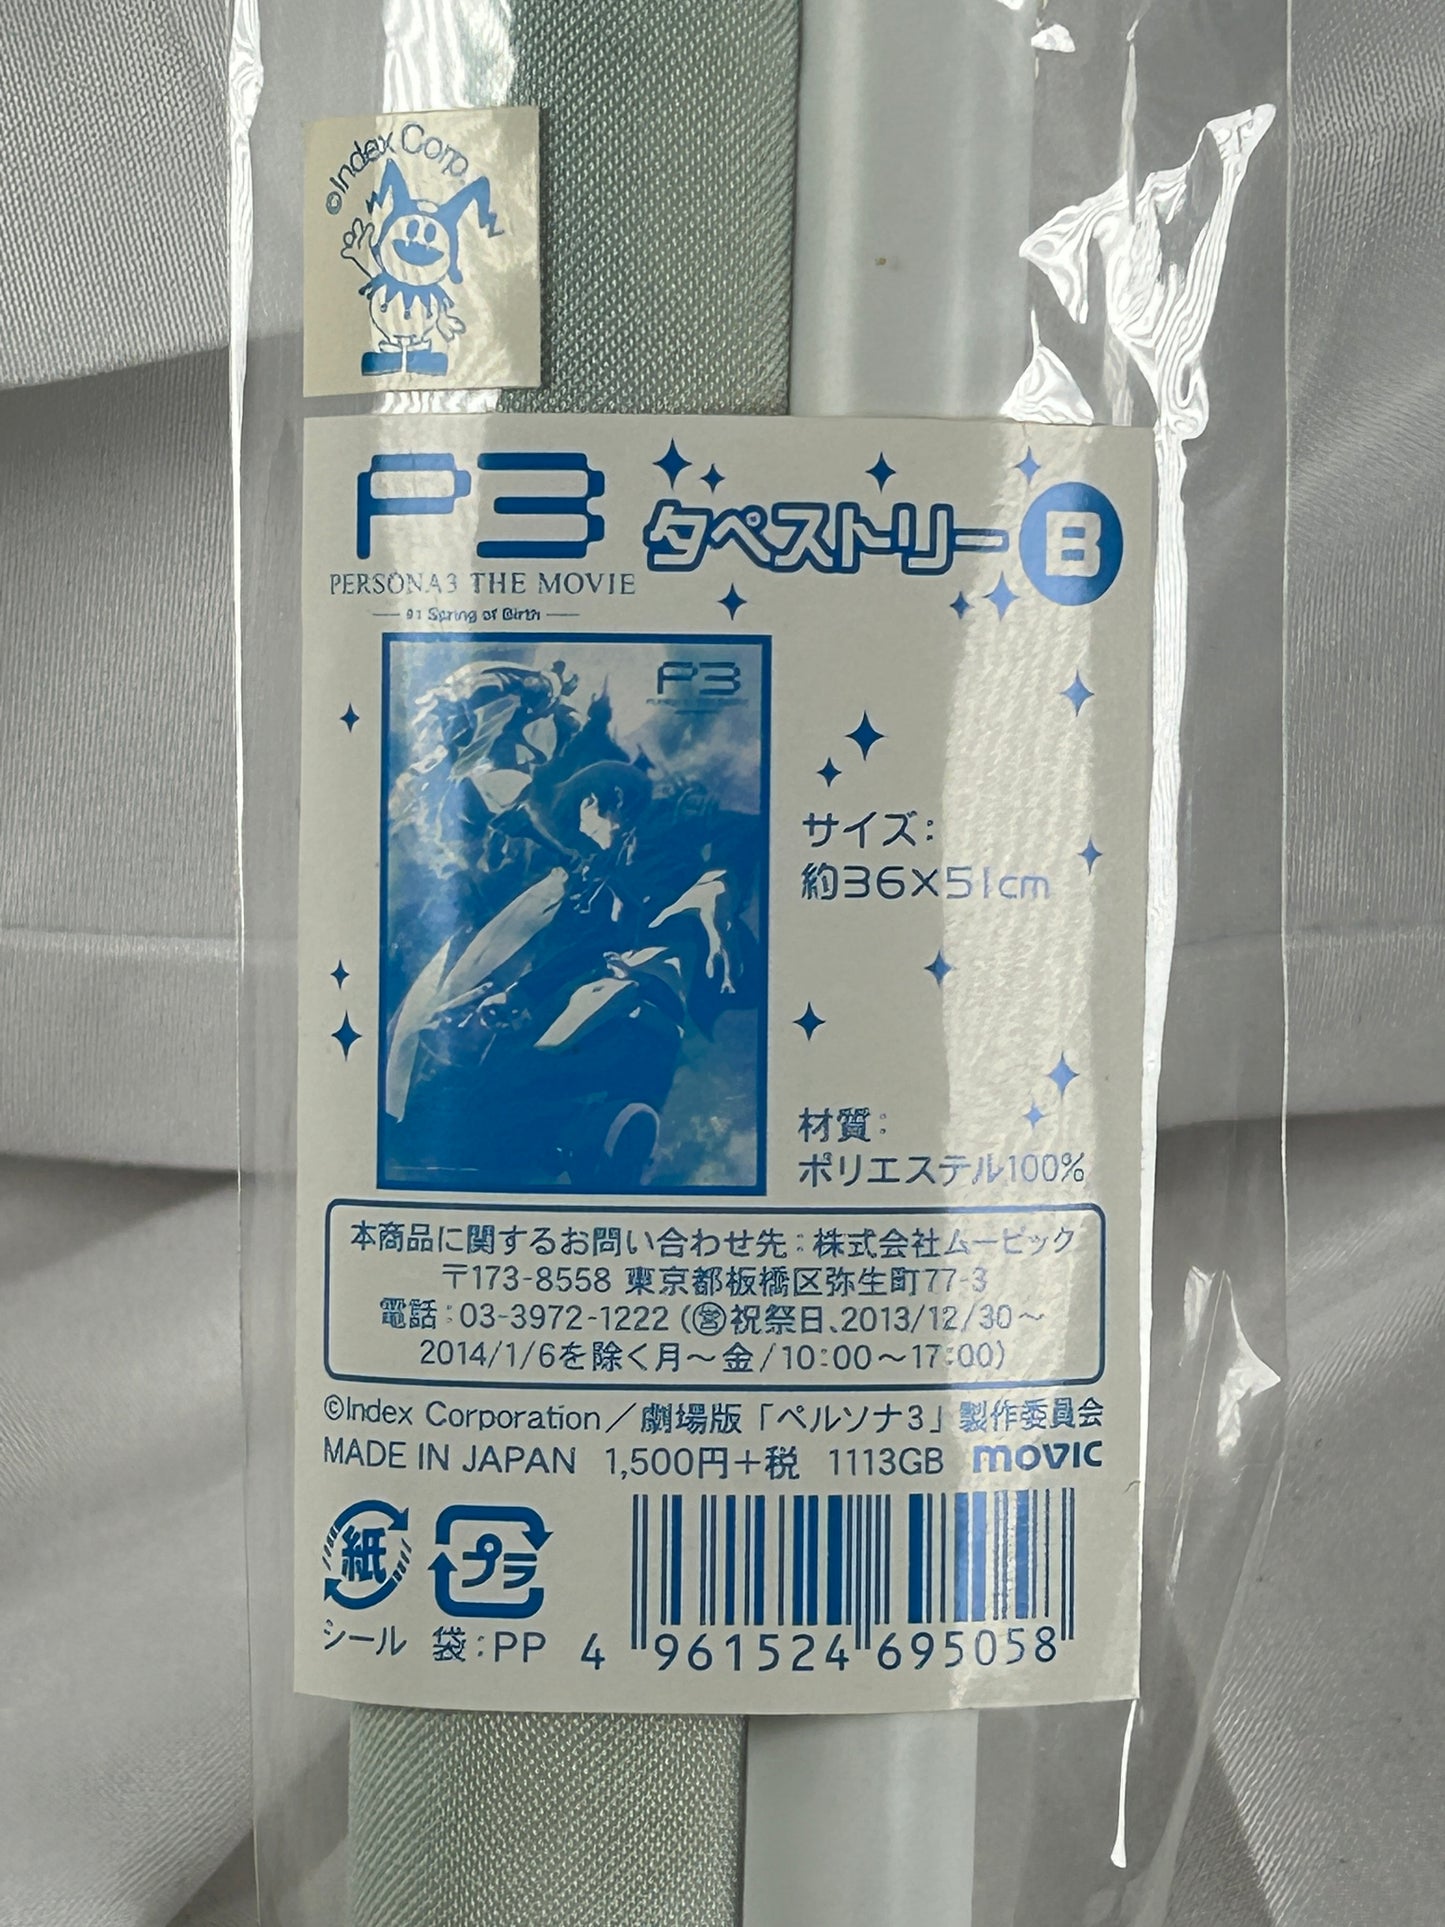 ©Index Corp.
P3
タペストリーB
PERSONA3 THE MOVIE
#1 Spring of Birth
P3
サイズ:
約36×51cm
材質:
ポリエステル100%
本商品に関するお問い合わせ先:株式会社ムービック
〒173-8558 東京都板橋区弥生町77-3
電話:03-3972-1222(㊡祝祭日、2013/12/30～
2014/1/6を除く月～金/10:00～17:00)
©Index Corporation/劇場版「ペルソナ3」製作委員会
MADE IN JAPAN 1,500円+税 1113GB movic
紙 プラ
シール 袋:PP
4 961524 695058